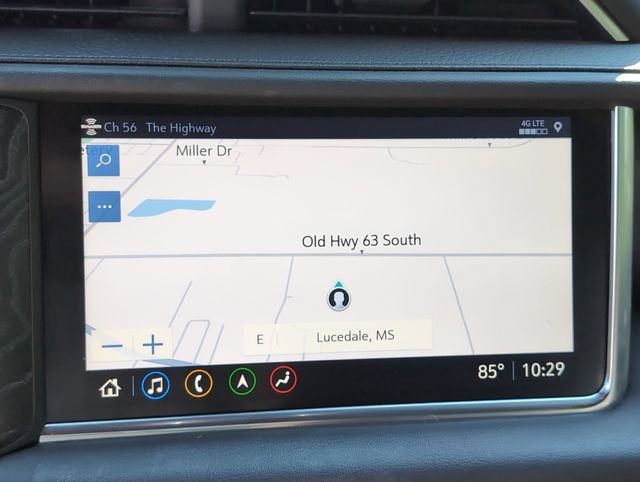 Ch 56 The Highway
4G LTE
Miller Dr
Old Hwy 63 South
E Lucedale, MS
85° 10:29